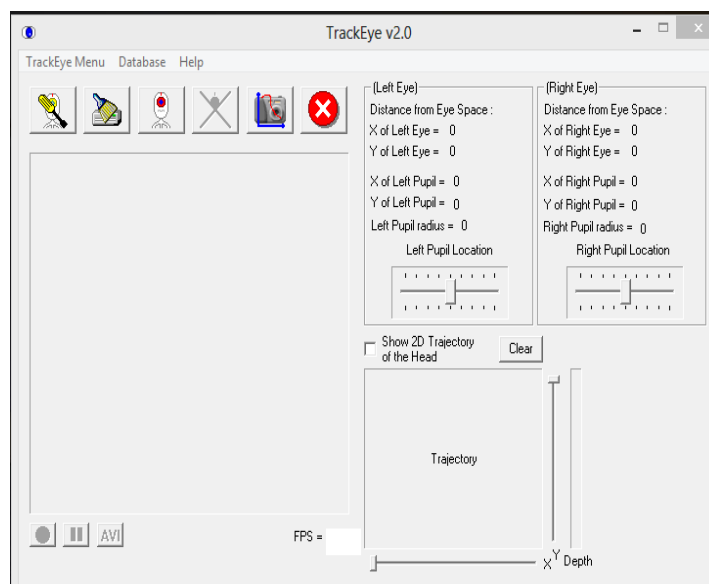 TrackEye v2.0
TrackEye Menu Database Help
(Left Eye)
Distance from Eye Space :
X of Left Eye = 0
Y of Left Eye = 0
X of Left Pupil = 0
Y of Left Pupil = 0
Left Pupil radius = 0
Left Pupil Location
(Right Eye)
Distance from Eye Space :
X of Right Eye = 0
Y of Right Eye = 0
X of Right Pupil = 0
Y of Right Pupil = 0
Right Pupil radius = 0
Right Pupil Location
Show 2D Trajectory
of the Head
Clear
Trajectory
AVI
FPS =
X Y Depth